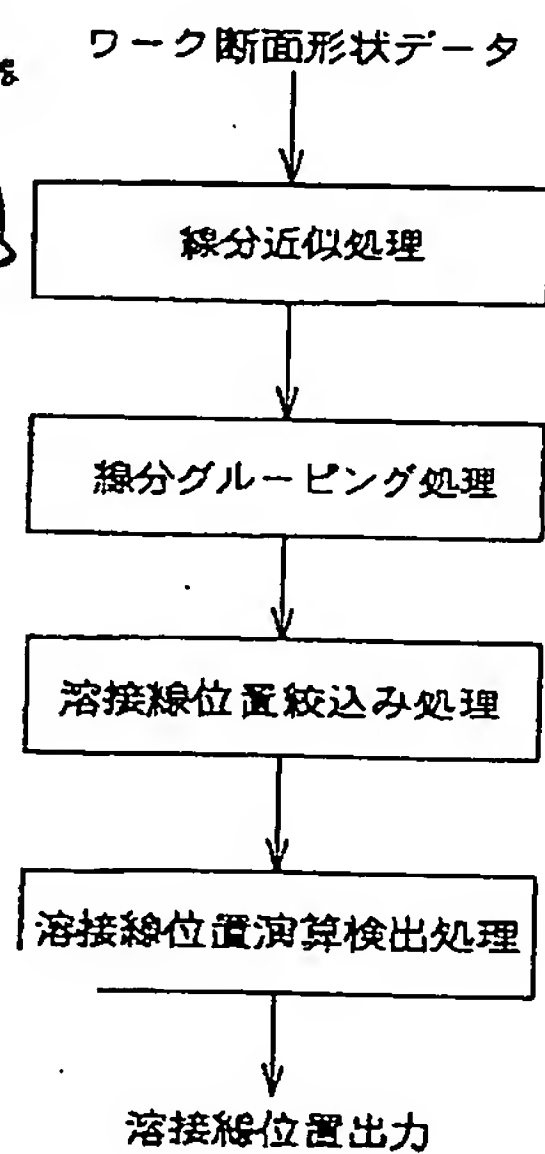 ワーク断面形状データ
線分近似処理
線分グルーピング処理
溶接線位置絞込み処理
溶接線位置演算検出処理
溶接線位置出力